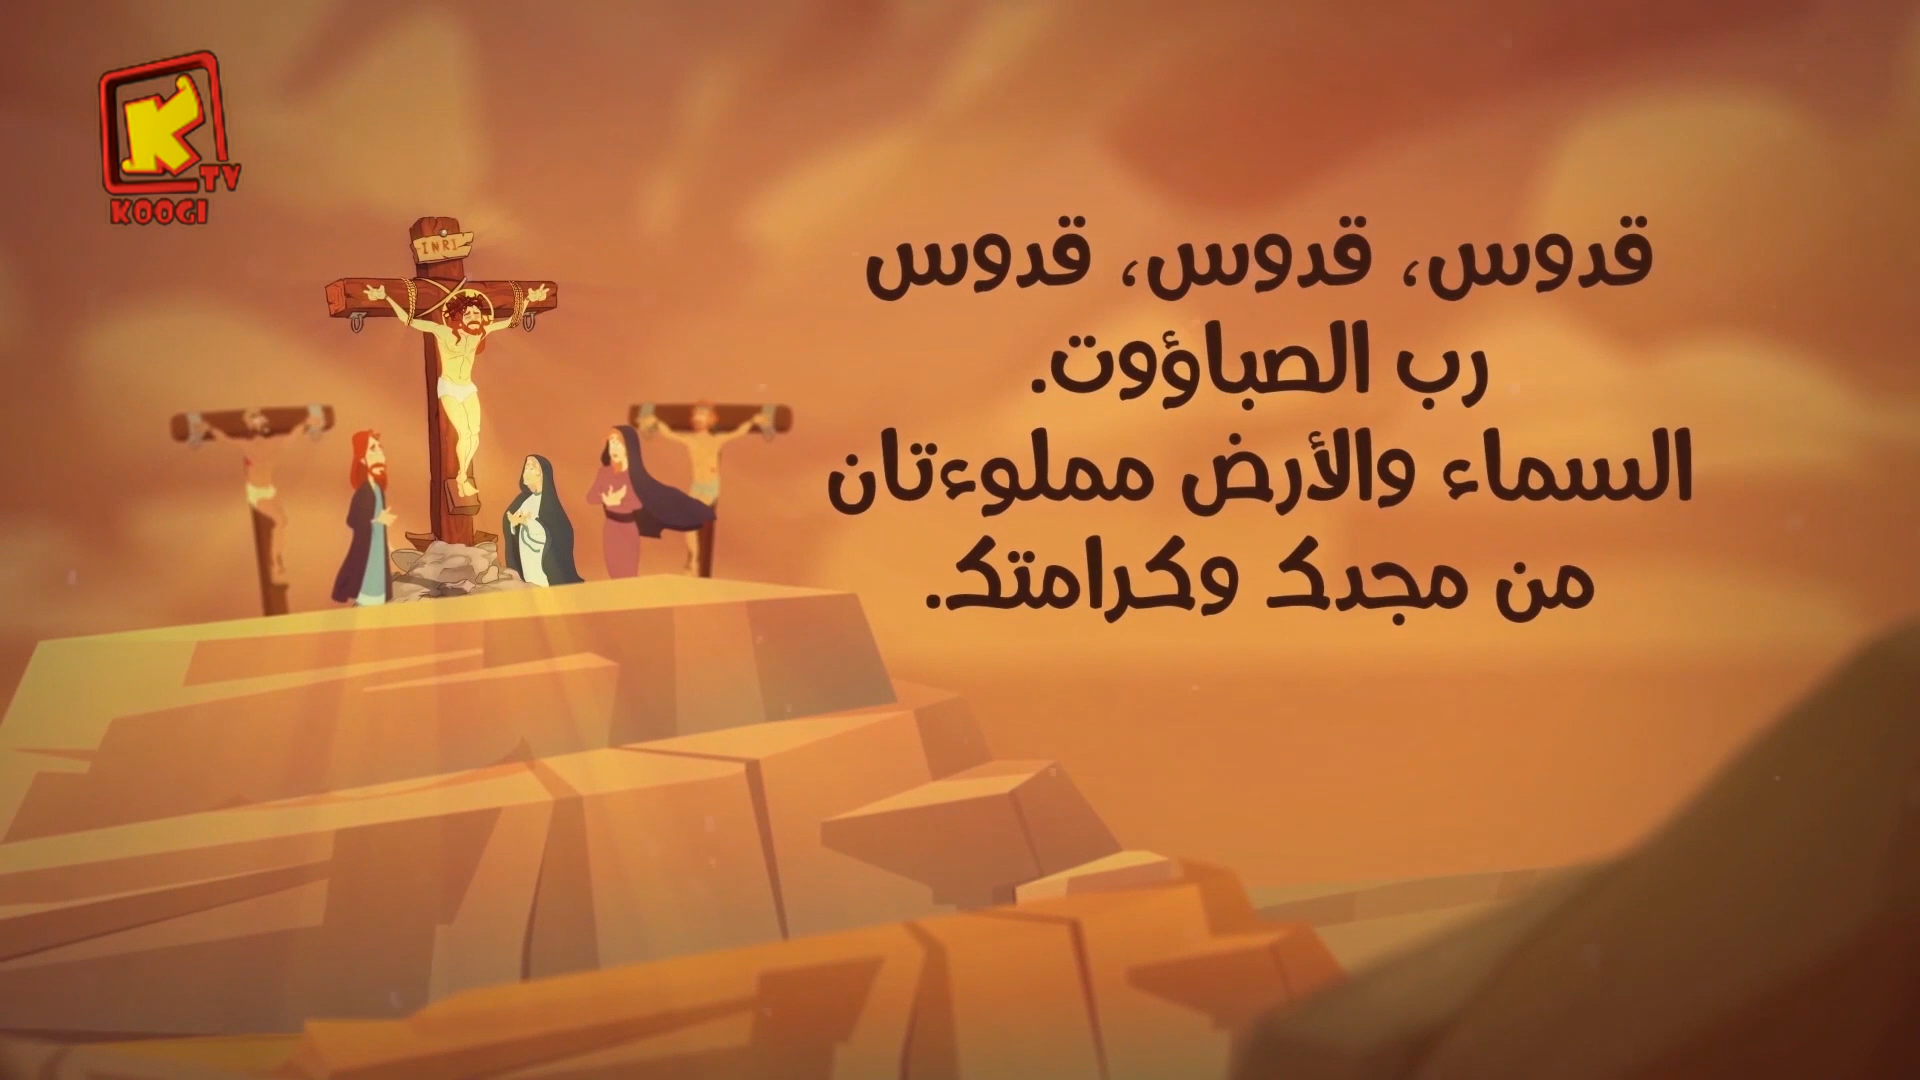 K
TV
KOOGI
INRI
قدوس، قدوس، قدوس
رب الصباؤوت.
السماء والأرض مملوءتان
من مجدك وكرامتك.